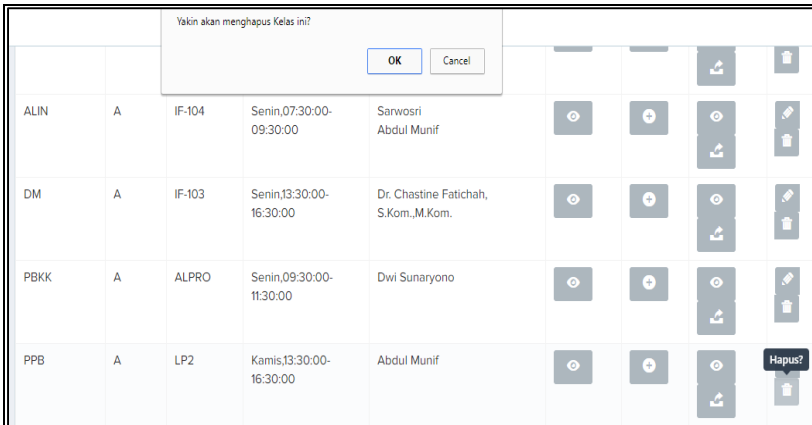 Yakin akan menghapus Kelas ini?
OK Cancel
ALIN A IF-104 Senin,07:30:00- Sarwosri
09:30:00 Abdul Munif
DM A IF-103 Senin,13:30:00- Dr. Chastine Fatichah,
16:30:00 S.Kom.,M.Kom.
PBKK A ALPRO Senin,09:30:00- Dwi Sunaryono
11:30:00
PPB A LP2 Kamis,13:30:00- Abdul Munif Hapus?
16:30:00